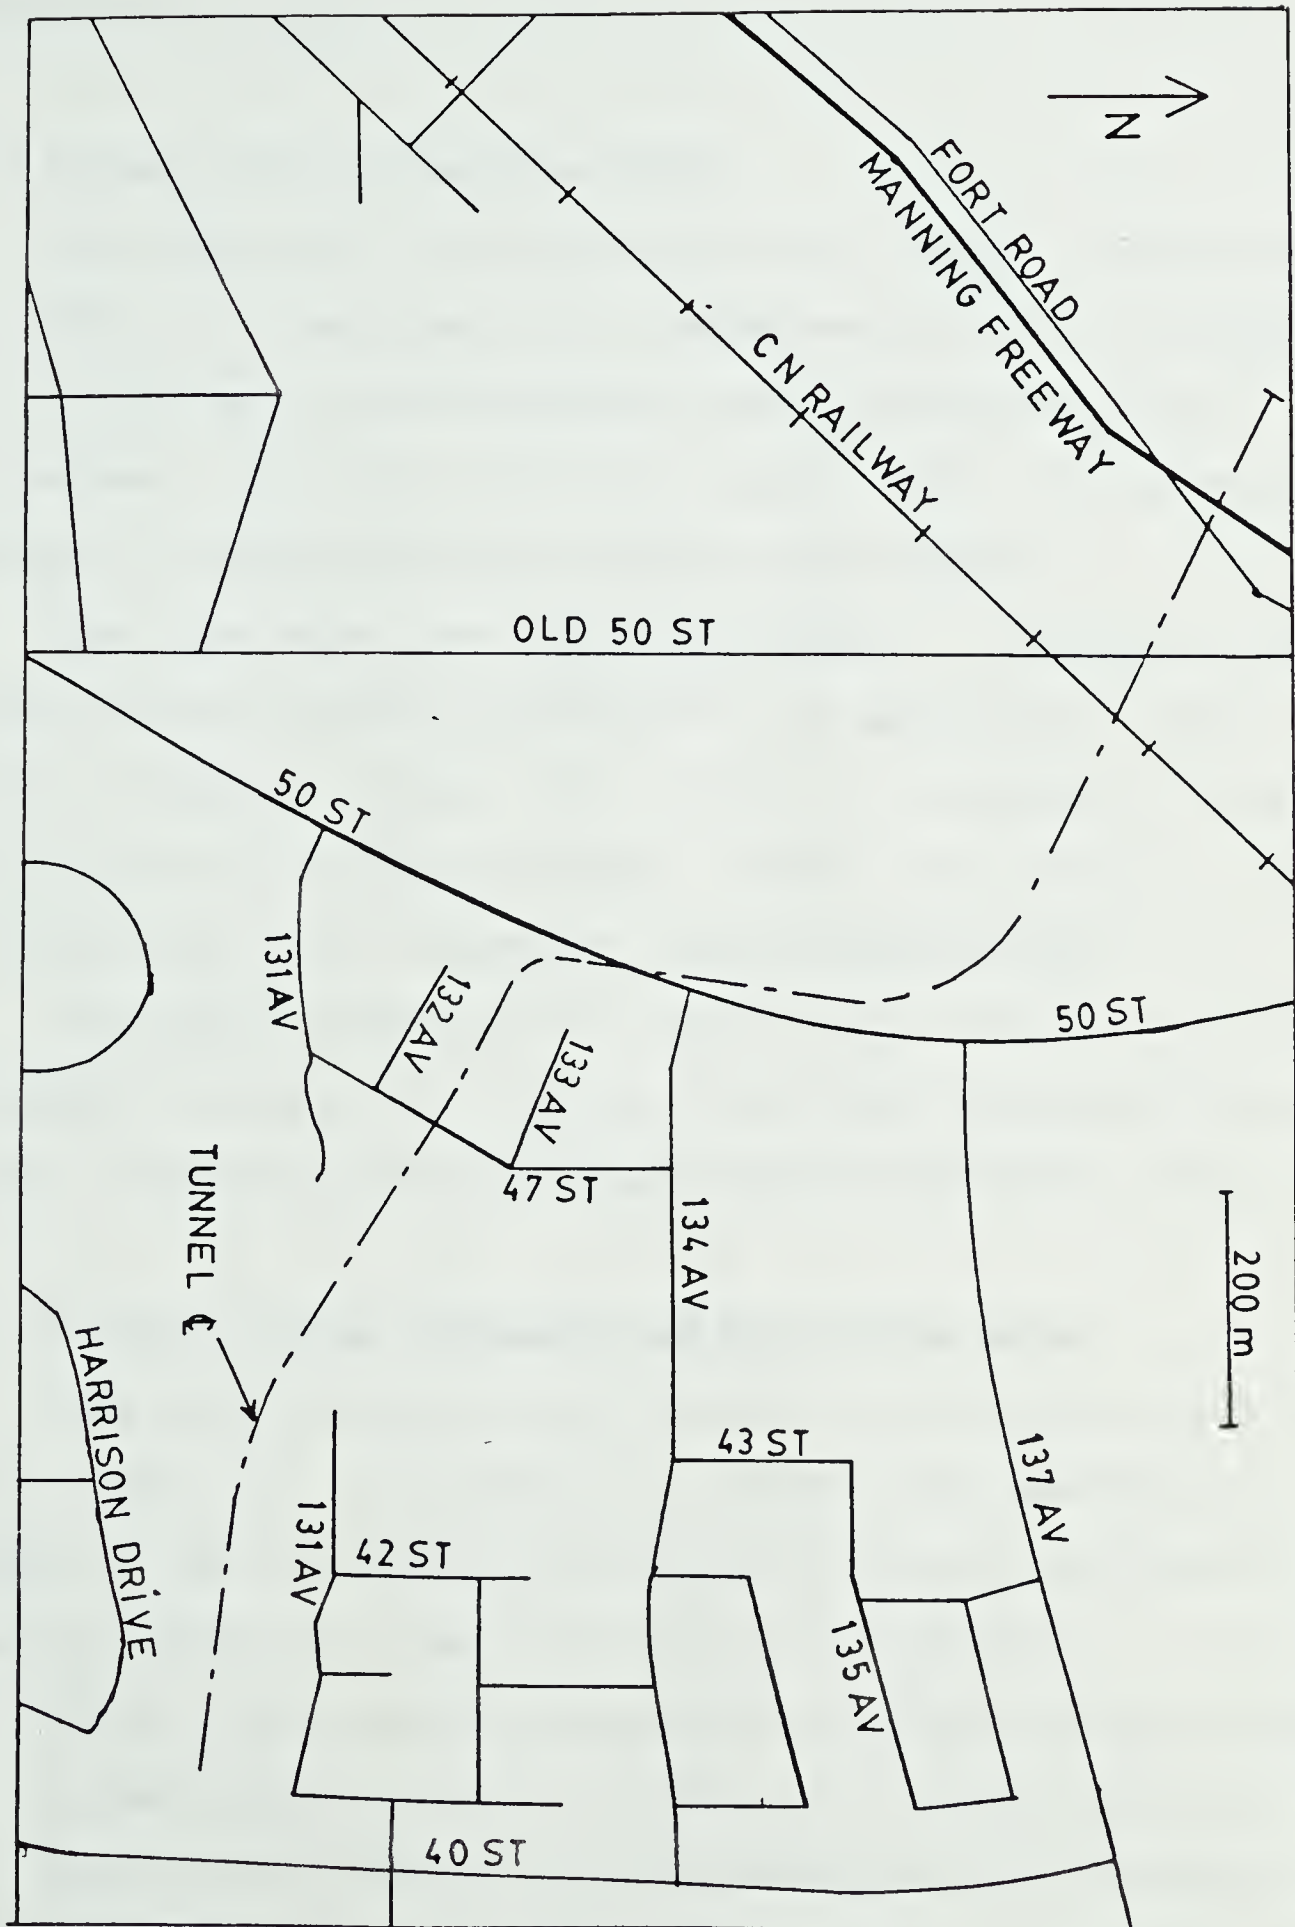 N
FORT ROAD
MANNING FREEWAY
C N RAILWAY
OLD 50 ST
50 ST
131 AV
132 AV
133 AV
50 ST
47 ST
134 AV
TUNNEL ℄
200 m
HARRISON DRIVE
43 ST
137 AV
131 AV
42 ST
135 AV
40 ST